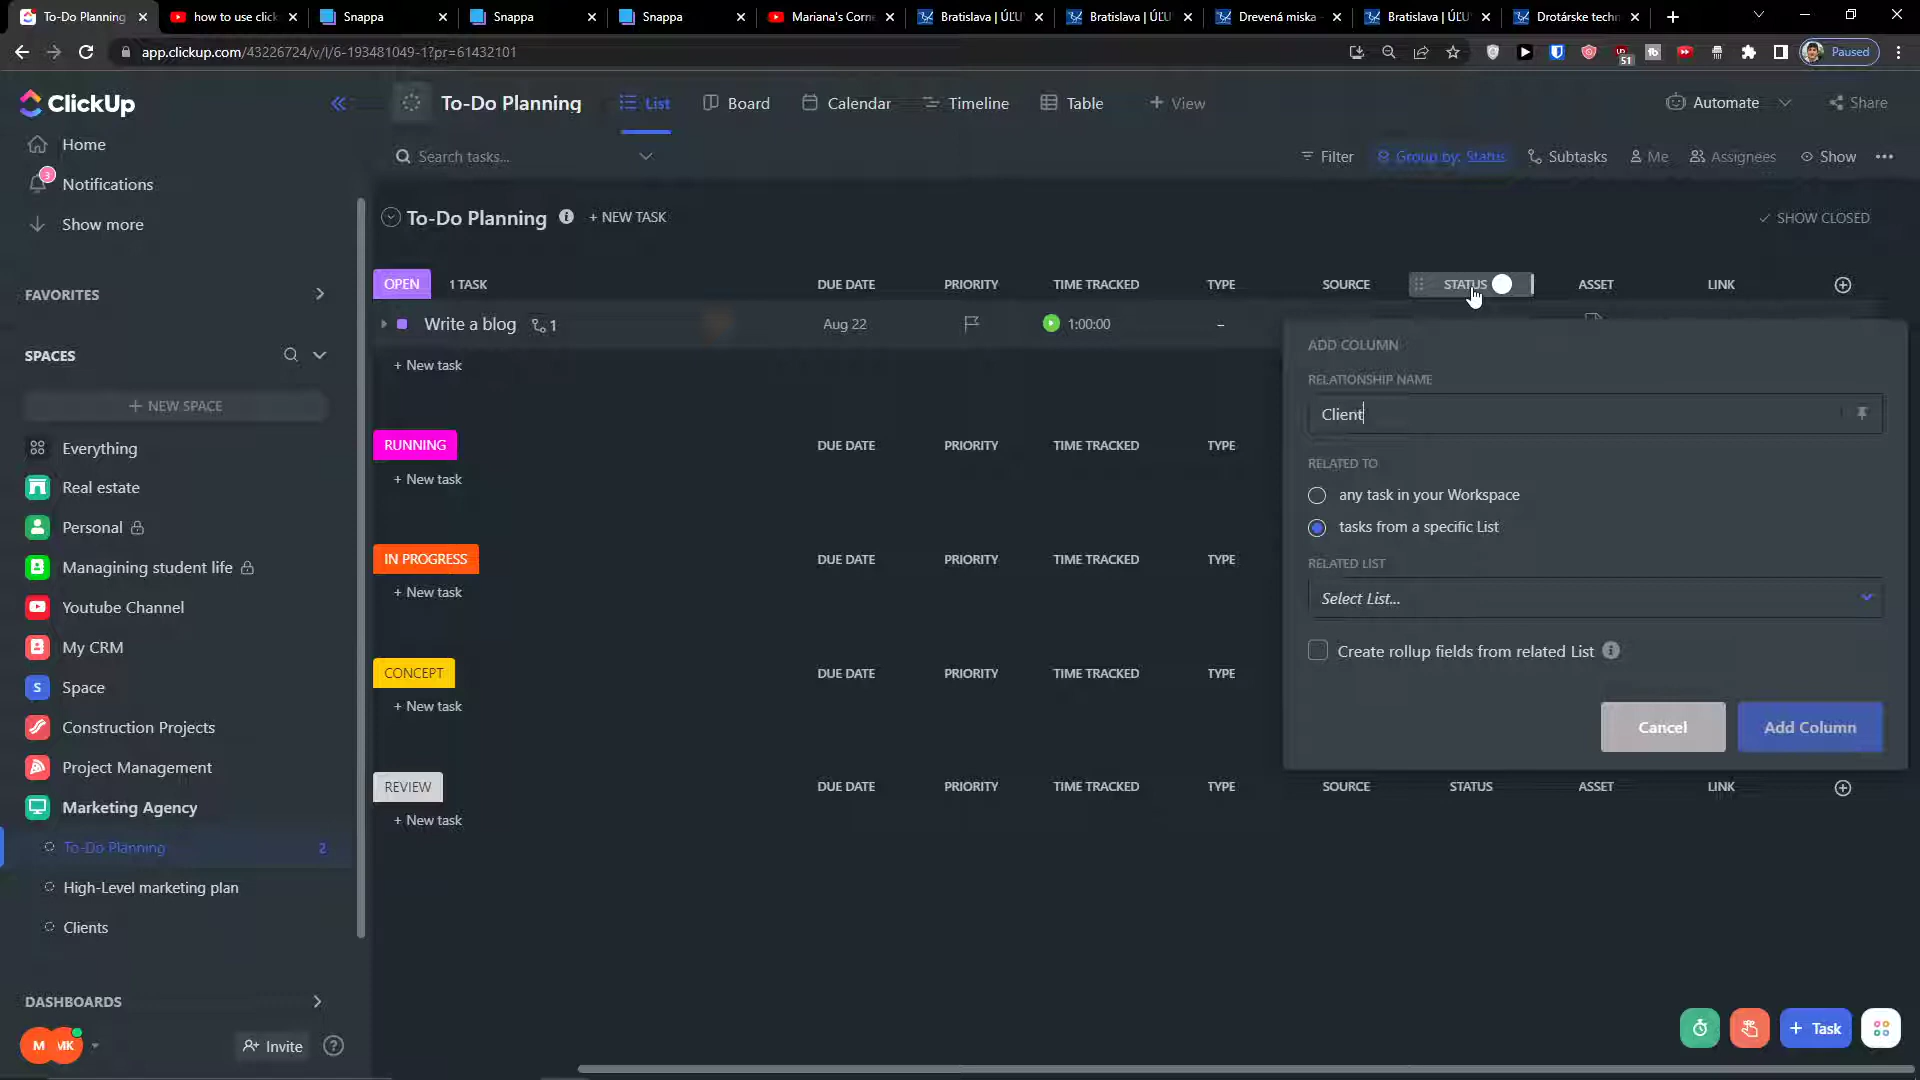 To-Do Planning
how to use click
Snappa
Snappa
Snappa
Mariana's Corne
Bratislava | ÚĽU
Bratislava | ÚĽU
Drevená miska
Bratislava | ÚĽU
Drotárske techn
app.clickup.com/43226724/v/l/6-193481049-1?pr=61432101
51
Paused
ClickUp
To-Do Planning
List
Board
Calendar
Timeline
Table
+ View
Automate
Share
Home
3
Notifications
Show more
Search tasks...
Filter
Group by: Status
Subtasks
Me
Assignees
Show
To-Do Planning
+ NEW TASK
SHOW CLOSED
FAVORITES
SPACES
+ NEW SPACE
Everything
Real estate
Personal
Managining student life
Youtube Channel
My CRM
S
Space
Construction Projects
Project Management
Marketing Agency
To-Do Planning
2
High-Level marketing plan
Clients
DASHBOARDS
M
MK
Invite
?
OPEN
1 TASK
DUE DATE
PRIORITY
TIME TRACKED
TYPE
SOURCE
STATUS
ASSET
LINK
Write a blog
1
Aug 22
1:00:00
–
+ New task
RUNNING
DUE DATE
PRIORITY
TIME TRACKED
TYPE
+ New task
IN PROGRESS
DUE DATE
PRIORITY
TIME TRACKED
TYPE
+ New task
CONCEPT
DUE DATE
PRIORITY
TIME TRACKED
TYPE
+ New task
REVIEW
DUE DATE
PRIORITY
TIME TRACKED
TYPE
SOURCE
STATUS
ASSET
LINK
+ New task
ADD COLUMN
RELATIONSHIP NAME
Client
RELATED TO
any task in your Workspace
tasks from a specific List
RELATED LIST
Select List...
Create rollup fields from related List
Cancel
Add Column
+ Task